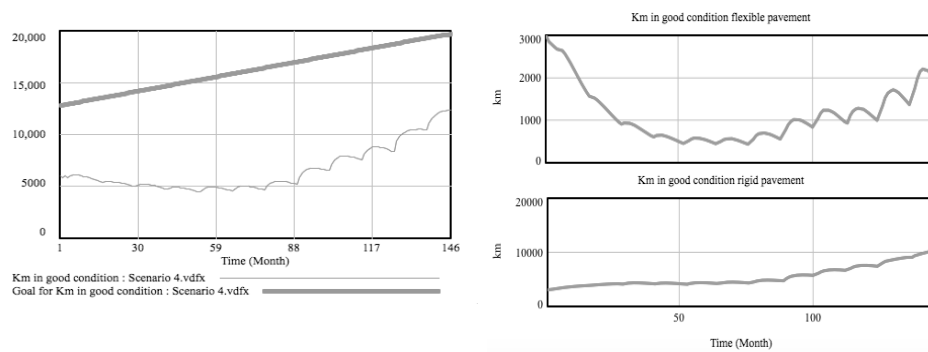 20,000
15,000
10,000
5000
0
1 30 59 88 117 146
Time (Month)
Km in good condition : Scenario 4.vdfx
Goal for Km in good condition : Scenario 4.vdfx
Km in good condition flexible pavement
3000
2000
1000
0
km
Km in good condition rigid pavement
20000
10000
0
km
50 100
Time (Month)